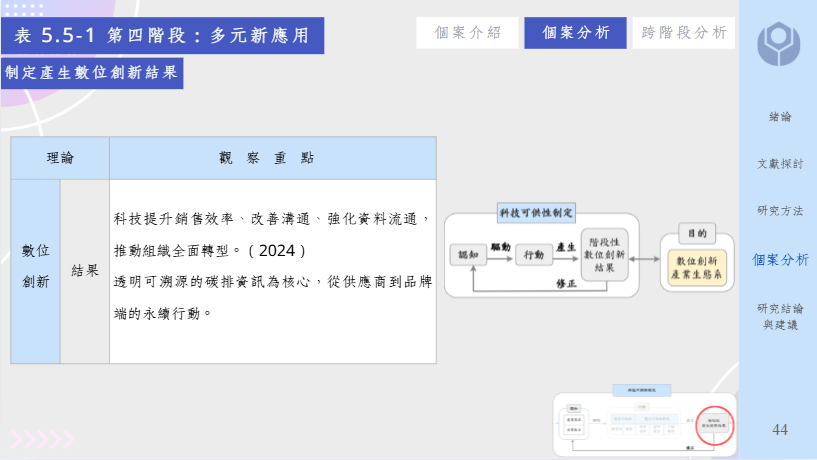 表 5.5-1 第四階段：多元新應用
個案介紹
個案分析
跨階段分析
制定產生數位創新結果
理論
觀 察 重 點
數位
創新
結果
科技提升銷售效率、改善溝通、強化資料流通，
推動組織全面轉型。（2024）
透明可溯源的碳排資訊為核心，從供應商到品牌
端的永續行動。
科技可供性制定
認知
驅動
行動
產生
階段性
數位創新
結果
修正
目的
數位創新
產業生態系
緒論
文獻探討
研究方法
個案分析
研究結論
與建議
44